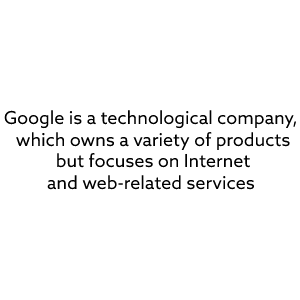 Google is a technological company,
which owns a variety of products
but focuses on Internet
and web-related services